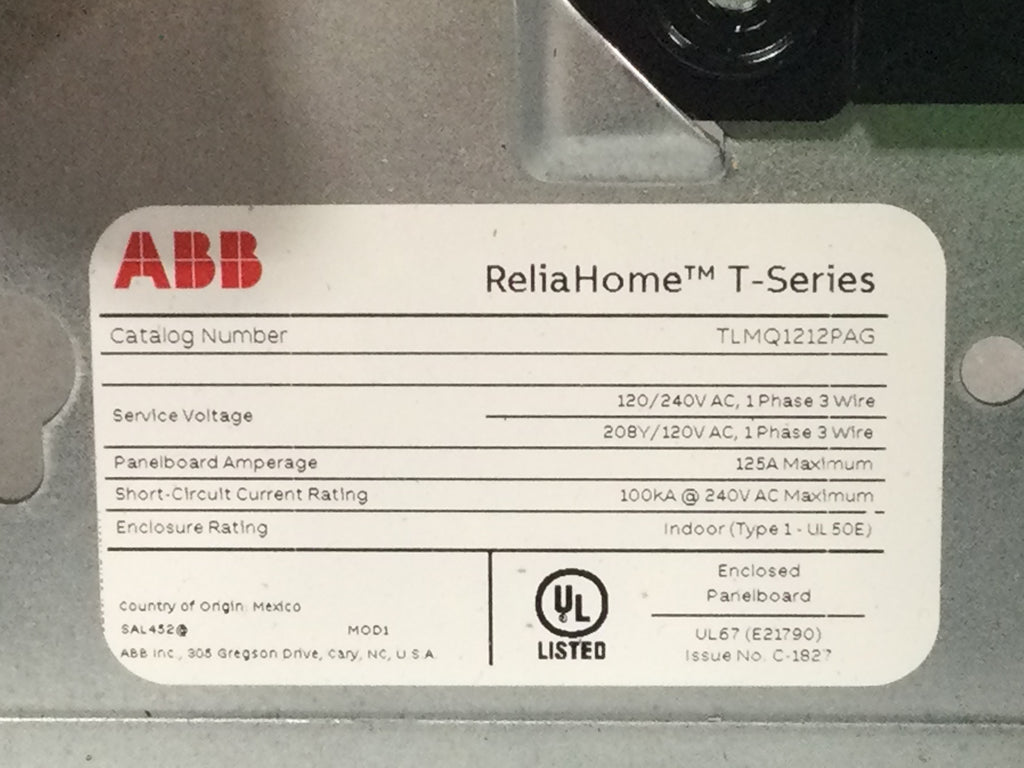 ABB
ReliaHome™ T-Series
Catalog Number TLMQ1212PAG
Service Voltage
120/240V AC, 1 Phase 3 Wire
208Y/120V AC, 1 Phase 3 Wire
Panelboard Amperage 125A Maximum
Short-Circuit Current Rating 100kA @ 240V AC Maximum
Enclosure Rating Indoor (Type 1 - UL 50E)
Country of Origin: Mexico
SAL452@ MOD1
ABB Inc., 305 Gregson Drive, Cary, NC, U.S.A.
UL
LISTED
Enclosed
Panelboard
UL67 (E21790)
Issue No. C-1827